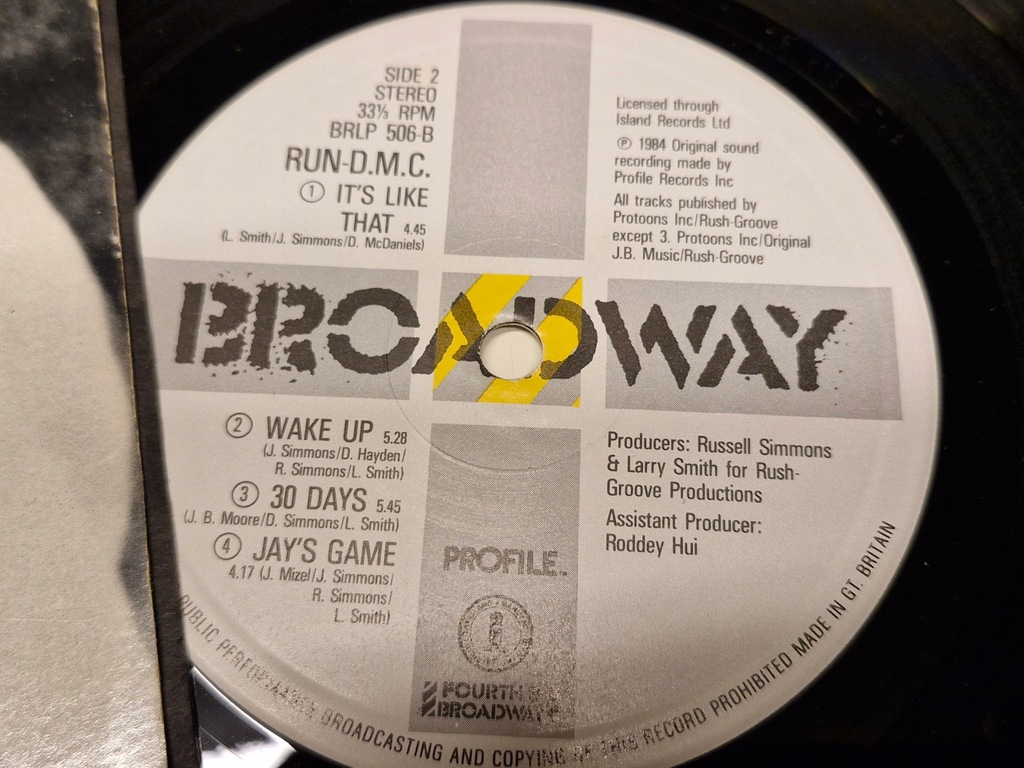 SIDE 2
STEREO
33⅓ RPM
BRLP 506-B
RUN-D.M.C.
① IT'S LIKE
THAT 4.45
(L. Smith/J. Simmons/D. McDaniels)
Licensed through
Island Records Ltd
℗ 1984 Original sound
recording made by
Profile Records Inc
All tracks published by
Protoons Inc/Rush-Groove
except 3. Protoons Inc/Original
J.B. Music/Rush-Groove
BROADWAY
② WAKE UP 5.28
(J. Simmons/D. Hayden/
R. Simmons/L. Smith)
③ 30 DAYS 5.45
(J. B. Moore/D. Simmons/L. Smith)
④ JAY'S GAME
4.17 (J. Mizel/J. Simmons/
R. Simmons/
L. Smith)
Producers: Russell Simmons
& Larry Smith for Rush-
Groove Productions
Assistant Producer:
Roddey Hui
PROFILE
FOURTH &
BROADWAY
PUBLIC PERFORMANCE BROADCASTING AND COPYING OF THIS RECORD PROHIBITED MADE IN GT. BRITAIN